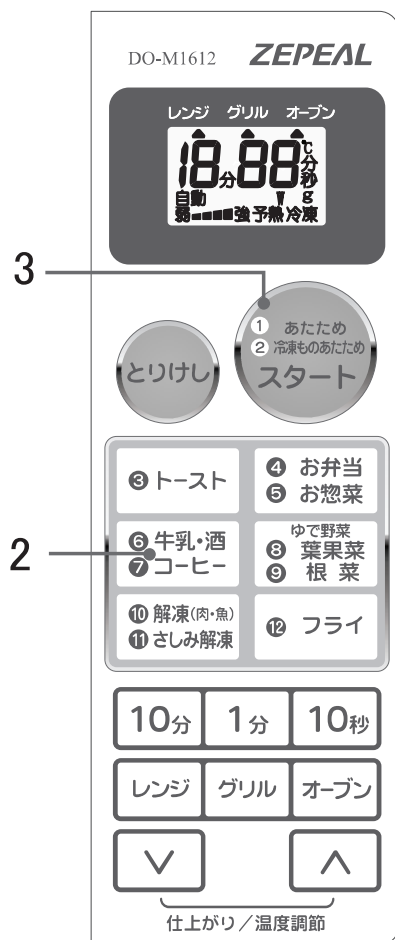 DO-M1612 ZEPEAL
レンジ グリル オーブン
18分88℃分秒
自動 g
弱 強 予熱 冷凍
3
① あたため
② 冷凍ものあたため
スタート
とりけし
❸ トースト
❹ お弁当
❺ お惣菜
2
❻ 牛乳・酒
❼ コーヒー
ゆで野菜
❽ 葉果菜
❾ 根 菜
❿ 解凍(肉・魚)
⓫ さしみ解凍
⓬ フライ
10分 1分 10秒
レンジ グリル オーブン
仕上がり/温度調節